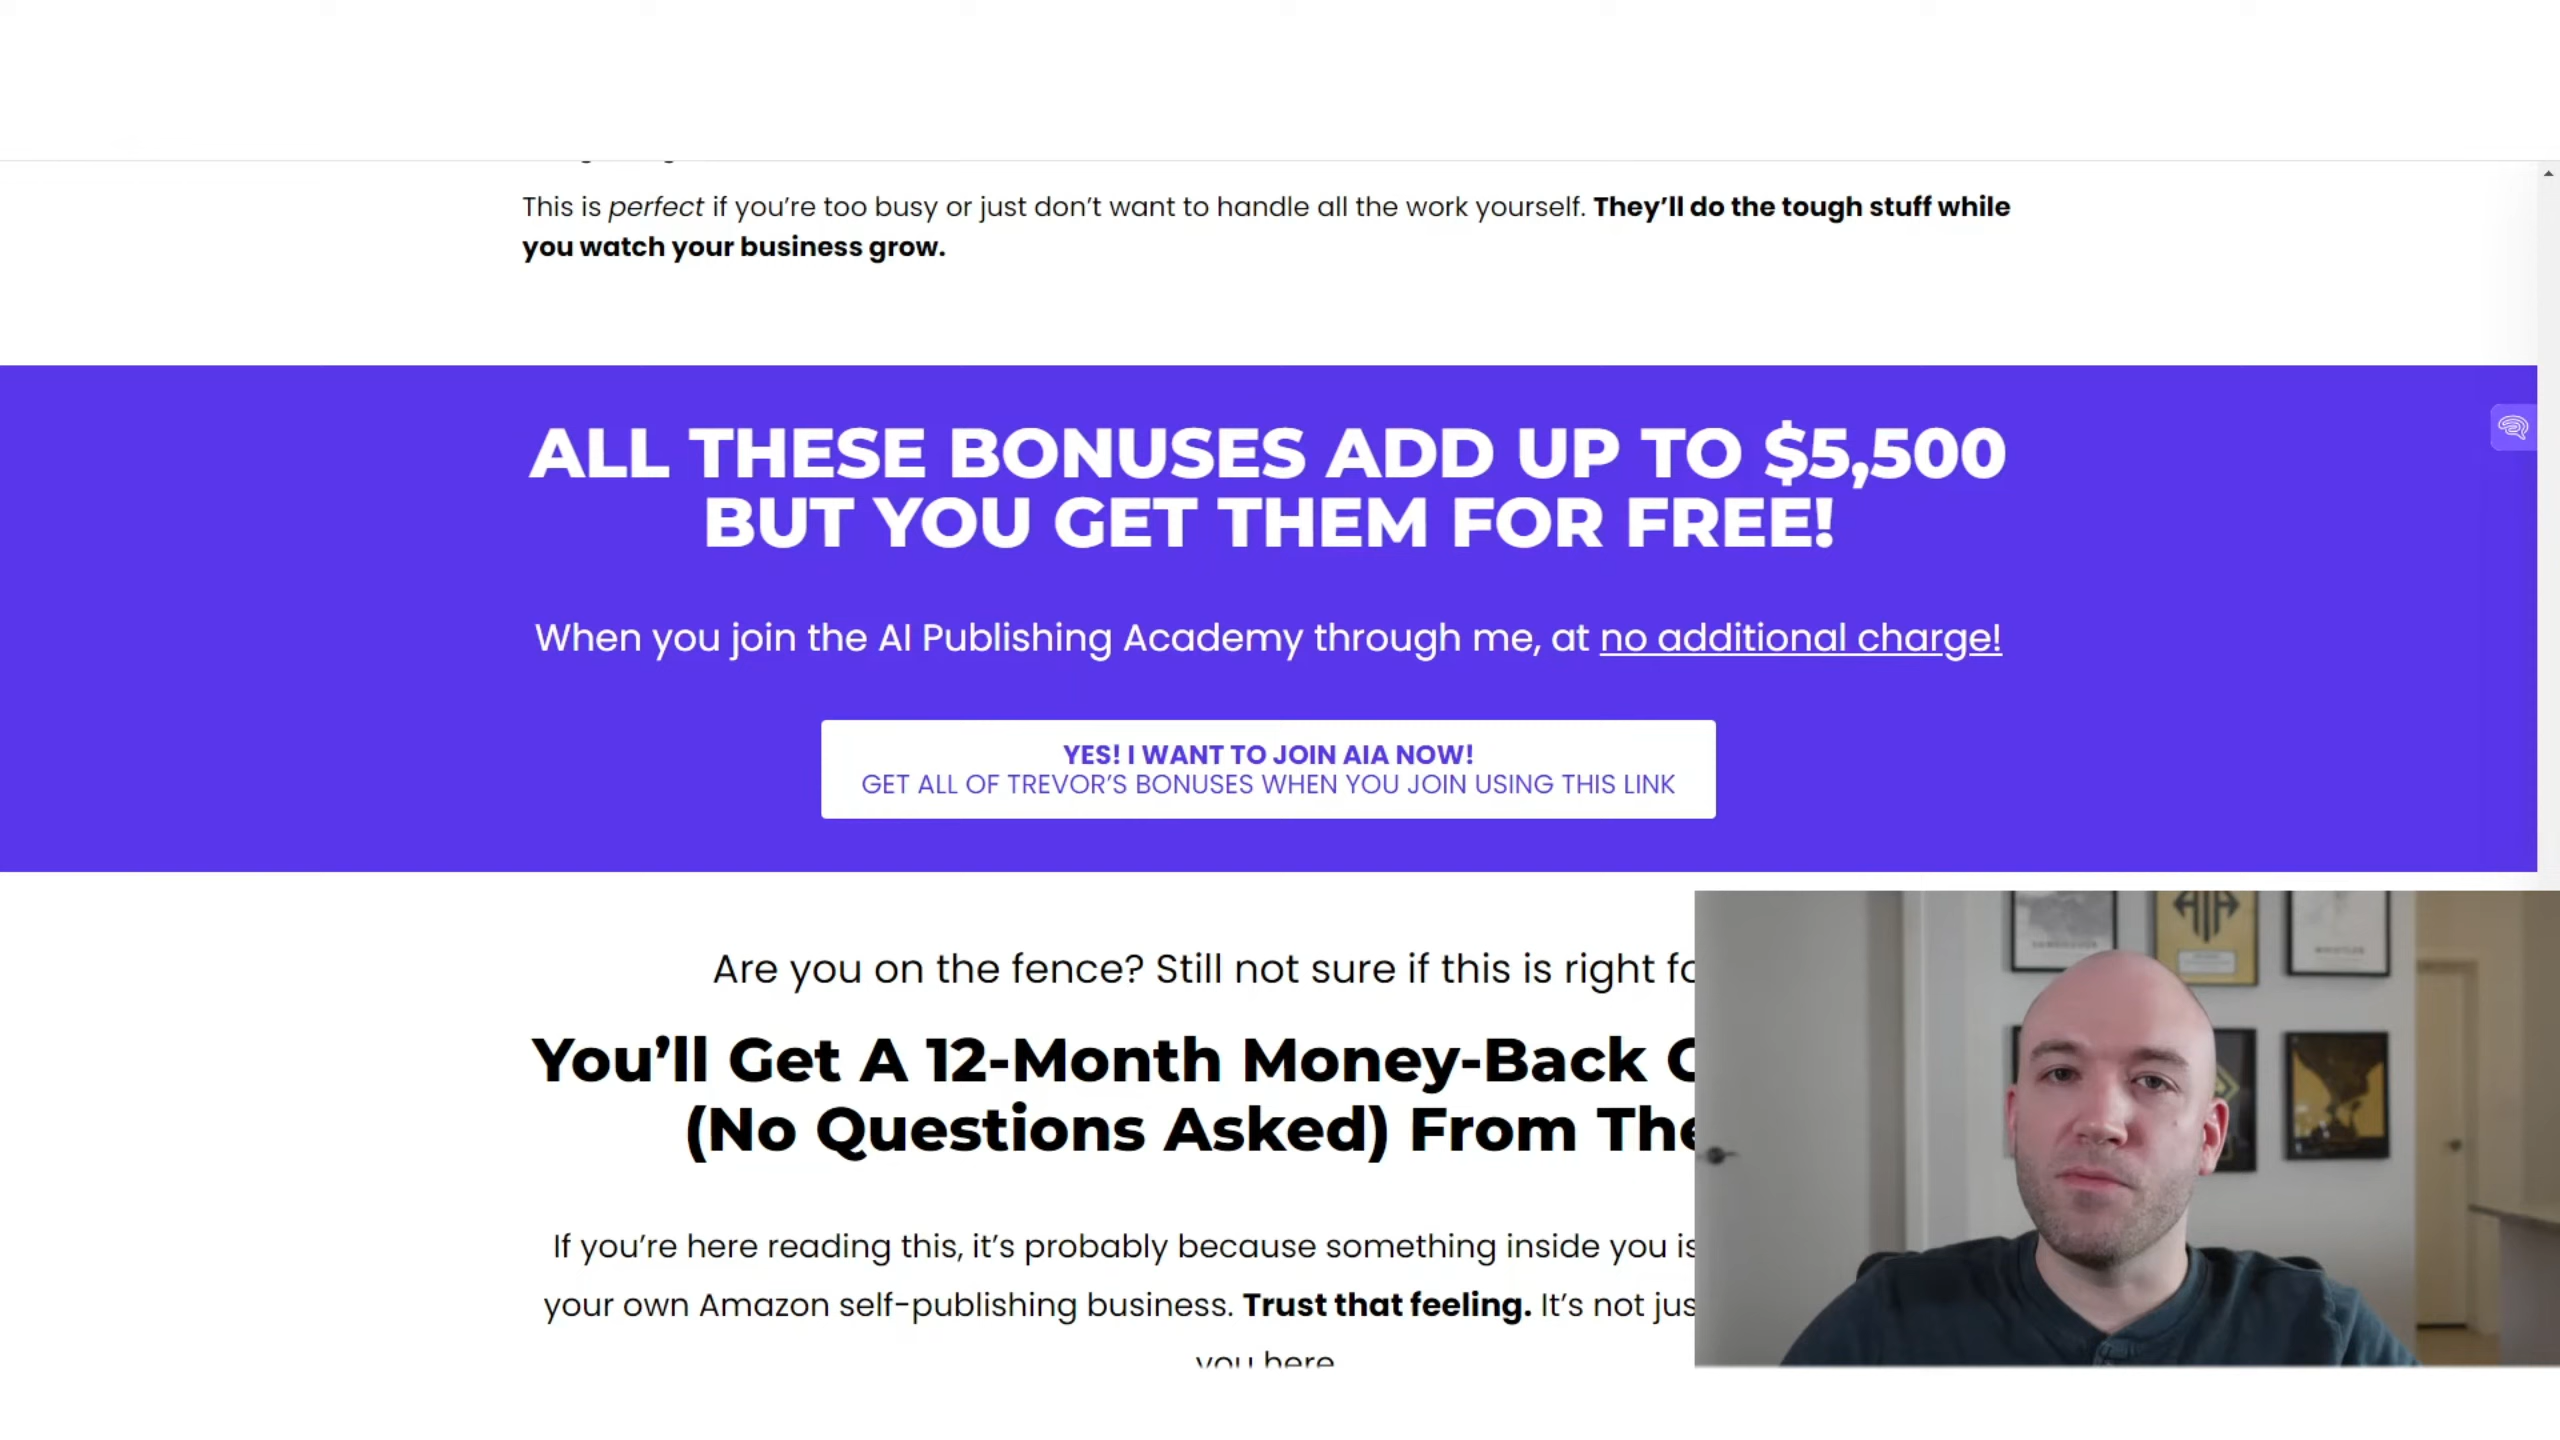 This is perfect if you're too busy or just don't want to handle all the work yourself. They'll do the tough stuff while
you watch your business grow.
ALL THESE BONUSES ADD UP TO $5,500
BUT YOU GET THEM FOR FREE!
When you join the AI Publishing Academy through me, at no additional charge!
YES! I WANT TO JOIN AIA NOW!
GET ALL OF TREVOR'S BONUSES WHEN YOU JOIN USING THIS LINK
Are you on the fence? Still not sure if this is right
You'll Get A 12-Month Money-Back
(No Questions Asked) From
If you're here reading this, it's probably because something inside you
your own Amazon self-publishing business. Trust that feeling. It's not
you here
AIA